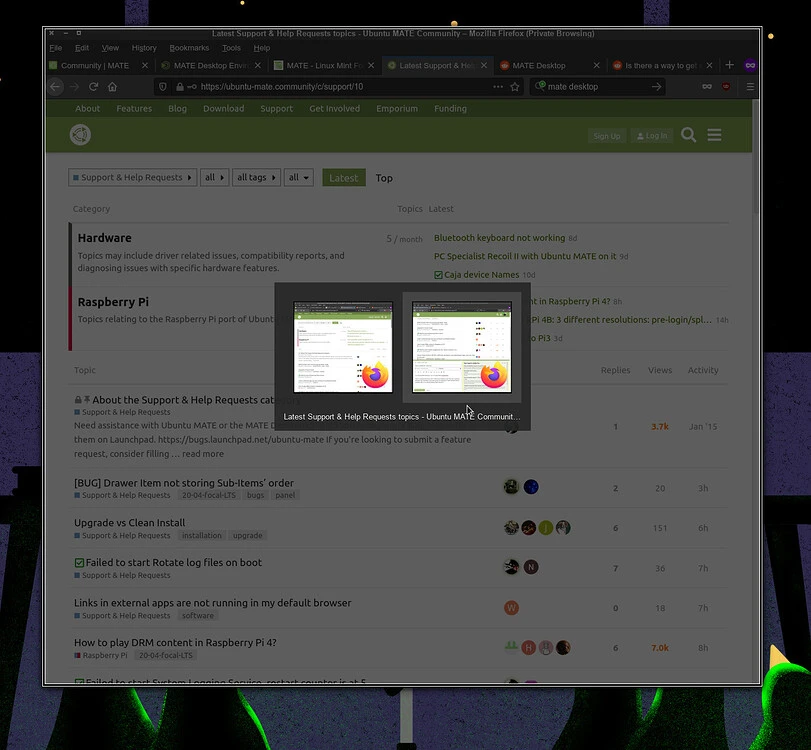 Latest Support & Help Requests topics - Ubuntu MATE Community – Mozilla Firefox (Private Browsing)
File Edit View History Bookmarks Tools Help
Community | MATE
MATE Desktop Envi
MATE - Linux Mint Fo
Latest Support & Hel
MATE Desktop
Is there a way to get
https://ubuntu-mate.community/c/support/10
mate desktop
About Features Blog Download Support Get Involved Emporium Funding
Sign Up Log In
Support & Help Requests all all tags all Latest Top
Category Topics Latest
Hardware
5 / month
Bluetooth keyboard not working 8d
Topics may include driver related issues, compatibility reports, and
PC Specialist Recoil II with Ubuntu MATE on it 9d
diagnosing issues with specific hardware features.
Caja device Names 10d
Raspberry Pi
nt in Raspberry Pi 4? 8h
Topics relating to the Raspberry Pi port of Ubunt
Pi 4B: 3 different resolutions: pre-login/spl... 14h
o Pi3 3d
Topic Replies Views Activity
About the Support & Help Requests cat
Support & Help Requests
Need assistance with Ubuntu MATE or the MATE D
1 3.7k Jan '15
them on Launchpad. https://bugs.launchpad.net/ubuntu-mate If you're looking to submit a feature
request, consider filling … read more
Latest Support & Help Requests topics - Ubuntu MATE Communit...
[BUG] Drawer Item not storing Sub-Items' order
Support & Help Requests 20-04-focal-LTS bugs panel
2 20 3h
Upgrade vs Clean Install
Support & Help Requests installation upgrade
6 151 6h
Failed to start Rotate log files on boot
Support & Help Requests
N
7 36 7h
Links in external apps are not running in my default browser
Support & Help Requests software
W
0 18 7h
How to play DRM content in Raspberry Pi 4?
Raspberry Pi 20-04-focal-LTS
H
6 7.0k 8h
Failed to start System Logging Service, restart counter is at 5